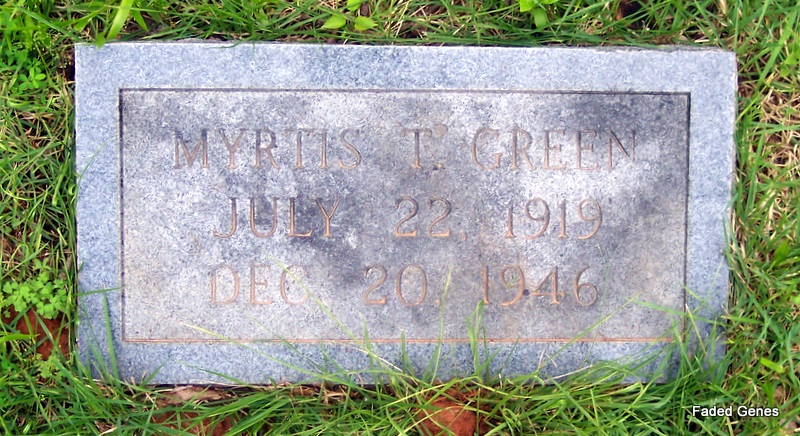 MYRTIS T. GREEN
JULY 22, 1919
DEC 20, 1946
Faded Genes